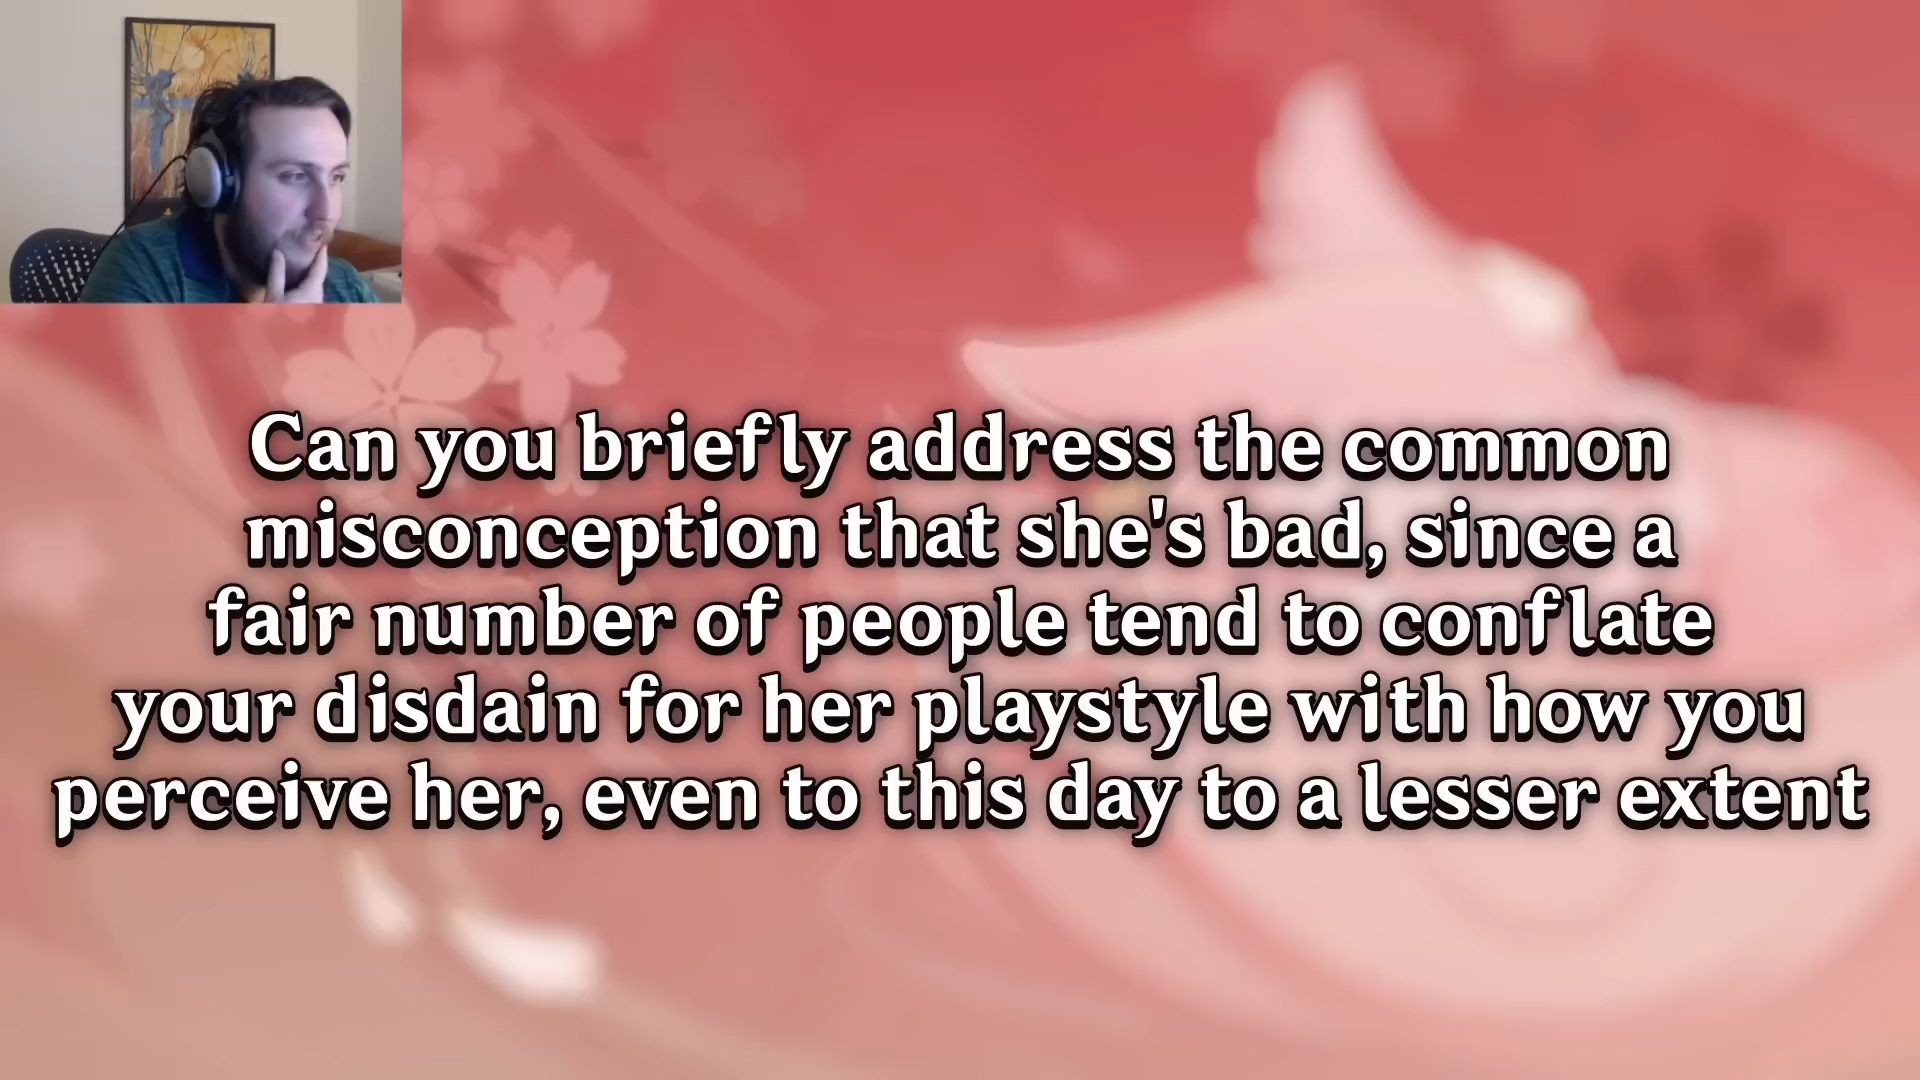 Can you briefly address the common
misconception that she's bad, since a
fair number of people tend to conflate
your disdain for her playstyle with how you
perceive her, even to this day to a lesser extent